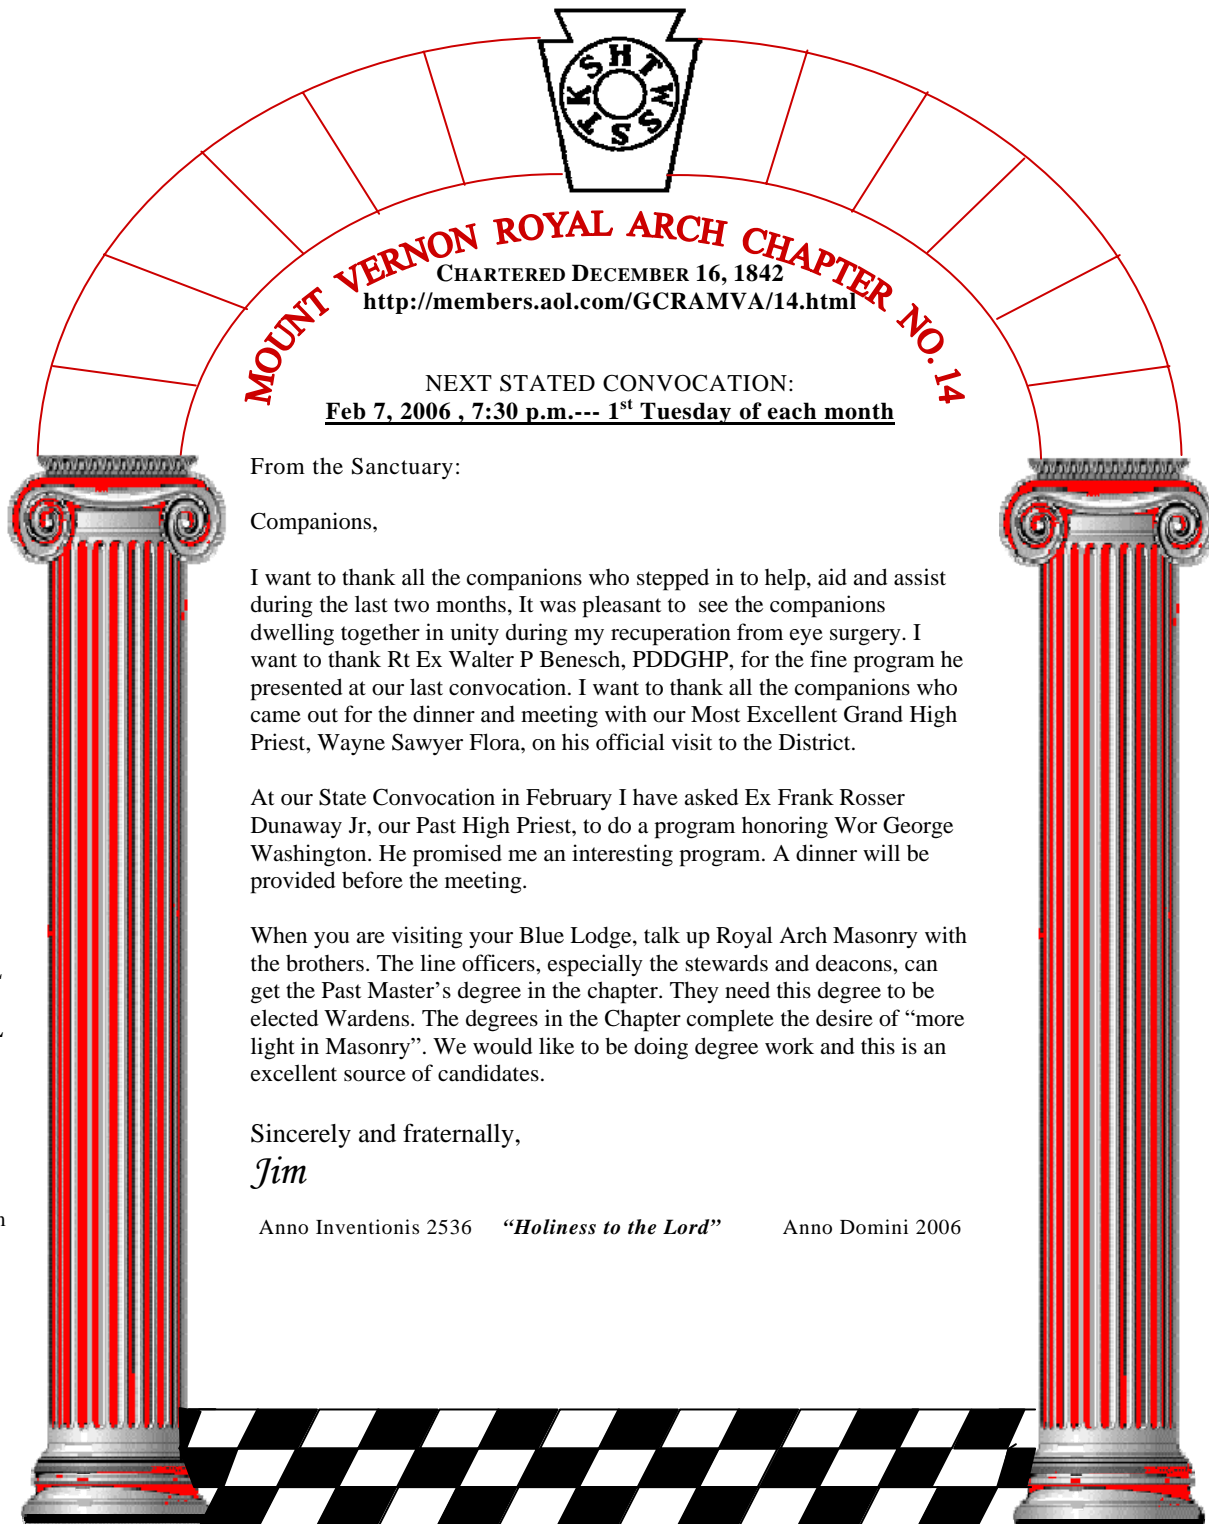 HTWSSTKS
MOUNT VERNON ROYAL ARCH CHAPTER NO. 14
CHARTERED DECEMBER 16, 1842
http://members.aol.com/GCRAMVA/14.html
NEXT STATED CONVOCATION:
Feb 7, 2006 , 7:30 p.m.--- 1st Tuesday of each month
From the Sanctuary:
Companions,
I want to thank all the companions who stepped in to help, aid and assist
during the last two months, It was pleasant to see the companions
dwelling together in unity during my recuperation from eye surgery. I
want to thank Rt Ex Walter P Benesch, PDDGHP, for the fine program he
presented at our last convocation. I want to thank all the companions who
came out for the dinner and meeting with our Most Excellent Grand High
Priest, Wayne Sawyer Flora, on his official visit to the District.
At our State Convocation in February I have asked Ex Frank Rosser
Dunaway Jr, our Past High Priest, to do a program honoring Wor George
Washington. He promised me an interesting program. A dinner will be
provided before the meeting.
When you are visiting your Blue Lodge, talk up Royal Arch Masonry with
the brothers. The line officers, especially the stewards and deacons, can
get the Past Master’s degree in the chapter. They need this degree to be
elected Wardens. The degrees in the Chapter complete the desire of “more
light in Masonry”. We would like to be doing degree work and this is an
excellent source of candidates.
Sincerely and fraternally,
Jim
Anno Inventionis 2536 “Holiness to the Lord” Anno Domini 2006